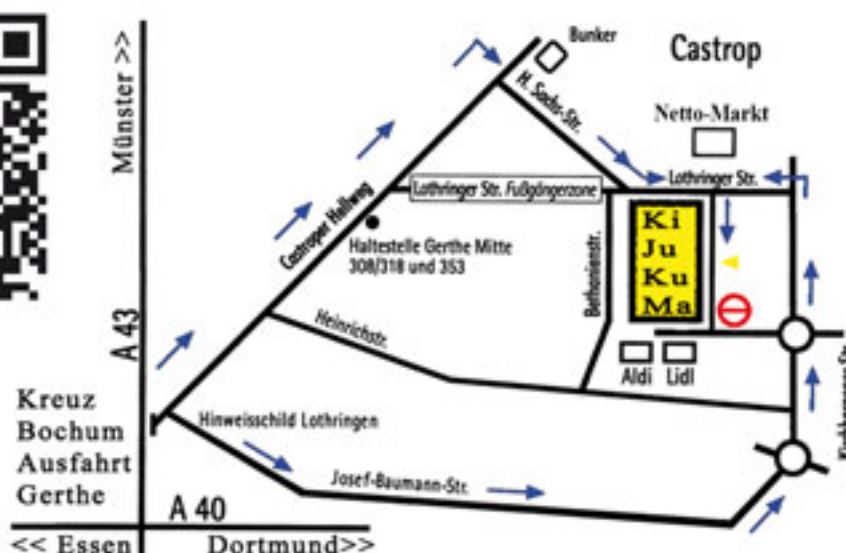 Münster >>
A 43
Kreuz
Bochum
Ausfahrt
Gerthe
A 40
<< Essen
Dortmund>>
Bunker
Castrop
H. Sachs-Str.
Netto-Markt
Lothringer Str.
Lothringer Str. Fußgängerzone
Castroper Hellweg
Haltestelle Gerthe Mitte
308/318 und 353
Bethanienstr.
Ki
Ju
Ku
Ma
Heinrichstr.
Aldi
Lidl
Hinweisschild Lothringen
Josef-Baumann-Str.